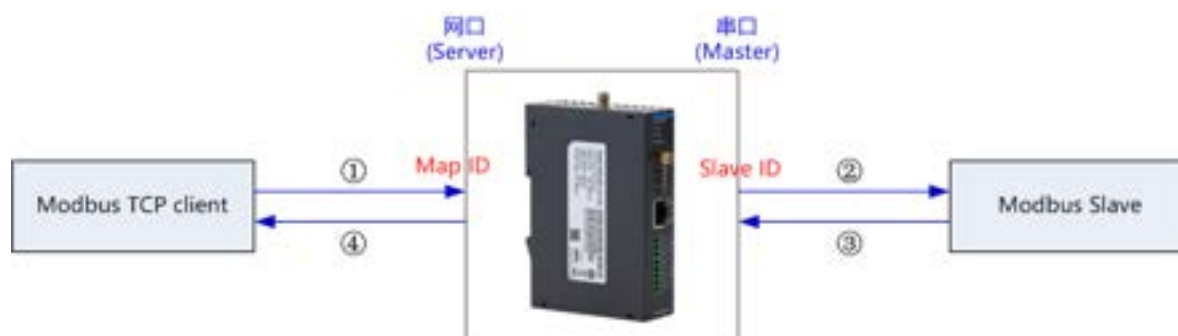 网口
(Server)
串口
(Master)
①
Map ID
Slave ID
②
Modbus TCP client
Modbus Slave
④
③